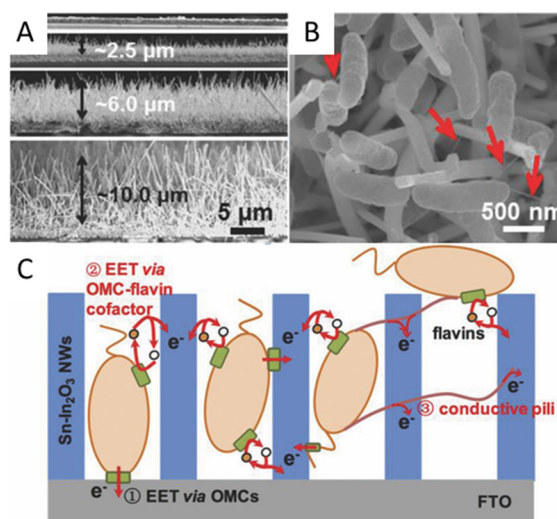 A
~2.5 µm
~6.0 µm
~10.0 µm
5 µm
B
500 nm
C
② EET via
OMC-flavin
cofactor
Sn-In₂O₃ NWs
e⁻
e⁻
flavins
e⁻
e⁻
e⁻
③ conductive pili
e⁻
e⁻
e⁻
① EET via OMCs
FTO